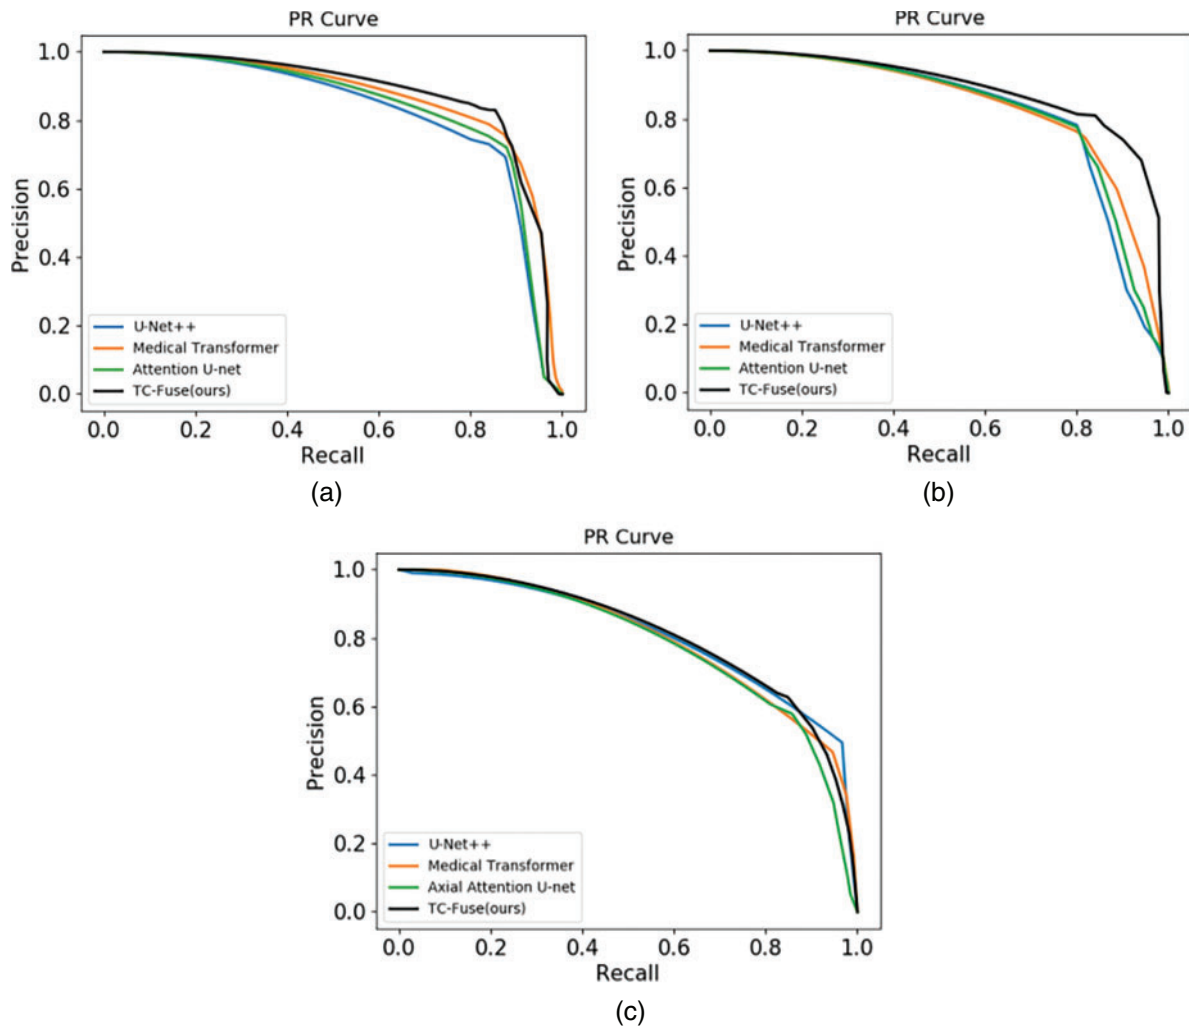 PR Curve
1.0
0.8
0.6
0.4
0.2
0.0
Precision
U-Net++
Medical Transformer
Attention U-net
TC-Fuse(ours)
0.0 0.2 0.4 0.6 0.8 1.0
Recall
(a)
PR Curve
1.0
0.8
0.6
0.4
0.2
0.0
Precision
U-Net++
Medical Transformer
Attention U-net
TC-Fuse(ours)
0.0 0.2 0.4 0.6 0.8 1.0
Recall
(b)
PR Curve
1.0
0.8
0.6
0.4
0.2
0.0
Precision
U-Net++
Medical Transformer
Axial Attention U-net
TC-Fuse(ours)
0.0 0.2 0.4 0.6 0.8 1.0
Recall
(c)